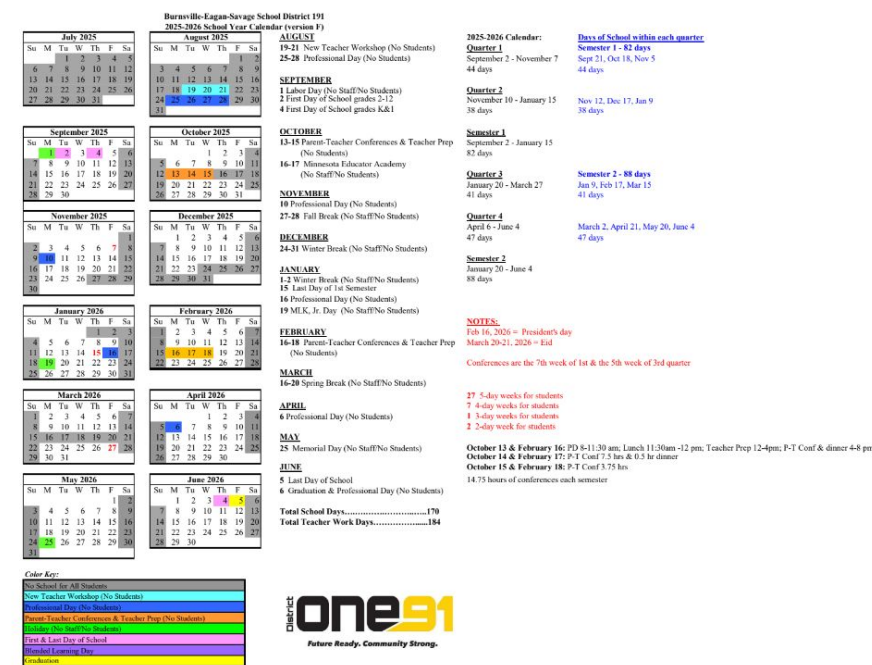 Burnsville-Eagan-Savage School District 191
2025-2026 School Year Calendar (version F)
July 2025
Su M Tu W Th F Sa
1 2 3 4 5
6 7 8 9 10 11 12
13 14 15 16 17 18 19
20 21 22 23 24 25 26
27 28 29 30 31
August 2025
Su M Tu W Th F Sa
1 2
3 4 5 6 7 8 9
10 11 12 13 14 15 16
17 18 19 20 21 22 23
24 25 26 27 28 29 30
31
September 2025
Su M Tu W Th F Sa
1 2 3 4 5 6
7 8 9 10 11 12 13
14 15 16 17 18 19 20
21 22 23 24 25 26 27
28 29 30
October 2025
Su M Tu W Th F Sa
1 2 3 4
5 6 7 8 9 10 11
12 13 14 15 16 17 18
19 20 21 22 23 24 25
26 27 28 29 30 31
November 2025
Su M Tu W Th F Sa
1
2 3 4 5 6 7 8
9 10 11 12 13 14 15
16 17 18 19 20 21 22
23 24 25 26 27 28 29
30
December 2025
Su M Tu W Th F Sa
1 2 3 4 5 6
7 8 9 10 11 12 13
14 15 16 17 18 19 20
21 22 23 24 25 26 27
28 29 30 31
January 2026
Su M Tu W Th F Sa
1 2 3
4 5 6 7 8 9 10
11 12 13 14 15 16 17
18 19 20 21 22 23 24
25 26 27 28 29 30 31
February 2026
Su M Tu W Th F Sa
1 2 3 4 5 6 7
8 9 10 11 12 13 14
15 16 17 18 19 20 21
22 23 24 25 26 27 28
March 2026
Su M Tu W Th F Sa
1 2 3 4 5 6 7
8 9 10 11 12 13 14
15 16 17 18 19 20 21
22 23 24 25 26 27 28
29 30 31
April 2026
Su M Tu W Th F Sa
1 2 3 4
5 6 7 8 9 10 11
12 13 14 15 16 17 18
19 20 21 22 23 24 25
26 27 28 29 30
May 2026
Su M Tu W Th F Sa
1 2
3 4 5 6 7 8 9
10 11 12 13 14 15 16
17 18 19 20 21 22 23
24 25 26 27 28 29 30
31
June 2026
Su M Tu W Th F Sa
1 2 3 4 5 6
7 8 9 10 11 12 13
14 15 16 17 18 19 20
21 22 23 24 25 26 27
28 29 30
Color Key:
No School for All Students
New Teacher Workshop (No Students)
Professional Day (No Students)
Parent-Teacher Conferences & Teacher Prep (No Students)
Holiday (No Staff/No Students)
First & Last Day of School
Blended Learning Day
Graduation
AUGUST
19-21 New Teacher Workshop (No Students)
25-28 Professional Day (No Students)
SEPTEMBER
1 Labor Day (No Staff/No Students)
2 First Day of School grades 2-12
4 First Day of School grades K&1
OCTOBER
13-15 Parent-Teacher Conferences & Teacher Prep
(No Students)
16-17 Minnesota Educator Academy
(No Staff/No Students)
NOVEMBER
10 Professional Day (No Students)
27-28 Fall Break (No Staff/No Students)
DECEMBER
24-31 Winter Break (No Staff/No Students)
JANUARY
1-2 Winter Break (No Staff/No Students)
15 Last Day of 1st Semester
16 Professional Day (No Students)
19 MLK, Jr. Day (No Staff/No Students)
FEBRUARY
16-18 Parent-Teacher Conferences & Teacher Prep
(No Students)
MARCH
16-20 Spring Break (No Staff/No Students)
APRIL
6 Professional Day (No Students)
MAY
25 Memorial Day (No Staff/No Students)
JUNE
5 Last Day of School
6 Graduation & Professional Day (No Students)
Total School Days........................170
Total Teacher Work Days...................184
District
one91
Future Ready. Community Strong.
2025-2026 Calendar:
Quarter 1
September 2 - November 7
44 days
Quarter 2
November 10 - January 15
38 days
Semester 1
September 2 - January 15
82 days
Quarter 3
January 20 - March 27
41 days
Quarter 4
April 6 - June 4
47 days
Semester 2
January 20 - June 4
88 days
Days of School within each quarter
Semester 1 - 82 days
Sept 21, Oct 18, Nov 5
44 days
Nov 12, Dec 17, Jan 9
38 days
Semester 2 - 88 days
Jan 9, Feb 17, Mar 15
41 days
March 2, April 21, May 20, June 4
47 days
NOTES:
Feb 16, 2026 = President's day
March 20-21, 2026 = Eid
Conferences are the 7th week of 1st & the 5th week of 3rd quarter
27 5-day weeks for students
7 4-day weeks for students
1 3-day weeks for students
2 2-day week for students
October 13 & February 16: PD 8-11:30 am; Lunch 11:30am -12 pm; Teacher Prep 12-4pm; P-T Conf & dinner 4-8 pm
October 14 & February 17: P-T Conf 7.5 hrs & 0.5 hr dinner
October 15 & February 18: P-T Conf 3.75 hrs
14.75 hours of conferences each semester